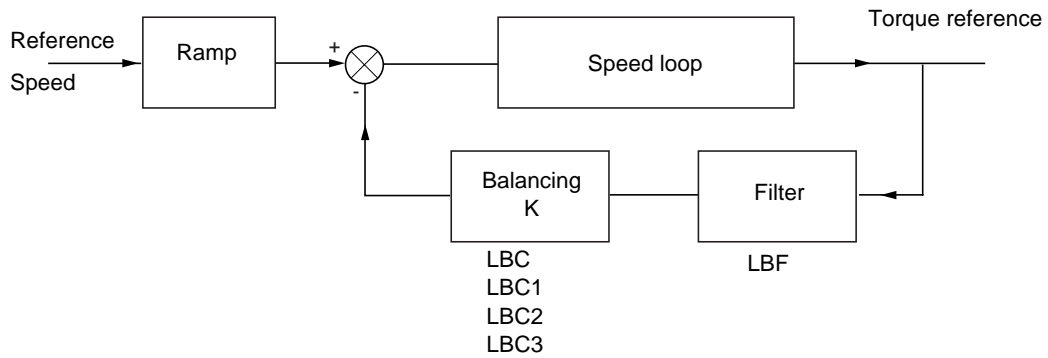 Torque reference
Reference
Speed
Ramp
+
-
Speed loop
Balancing
K
Filter
LBC
LBC1
LBC2
LBC3
LBF